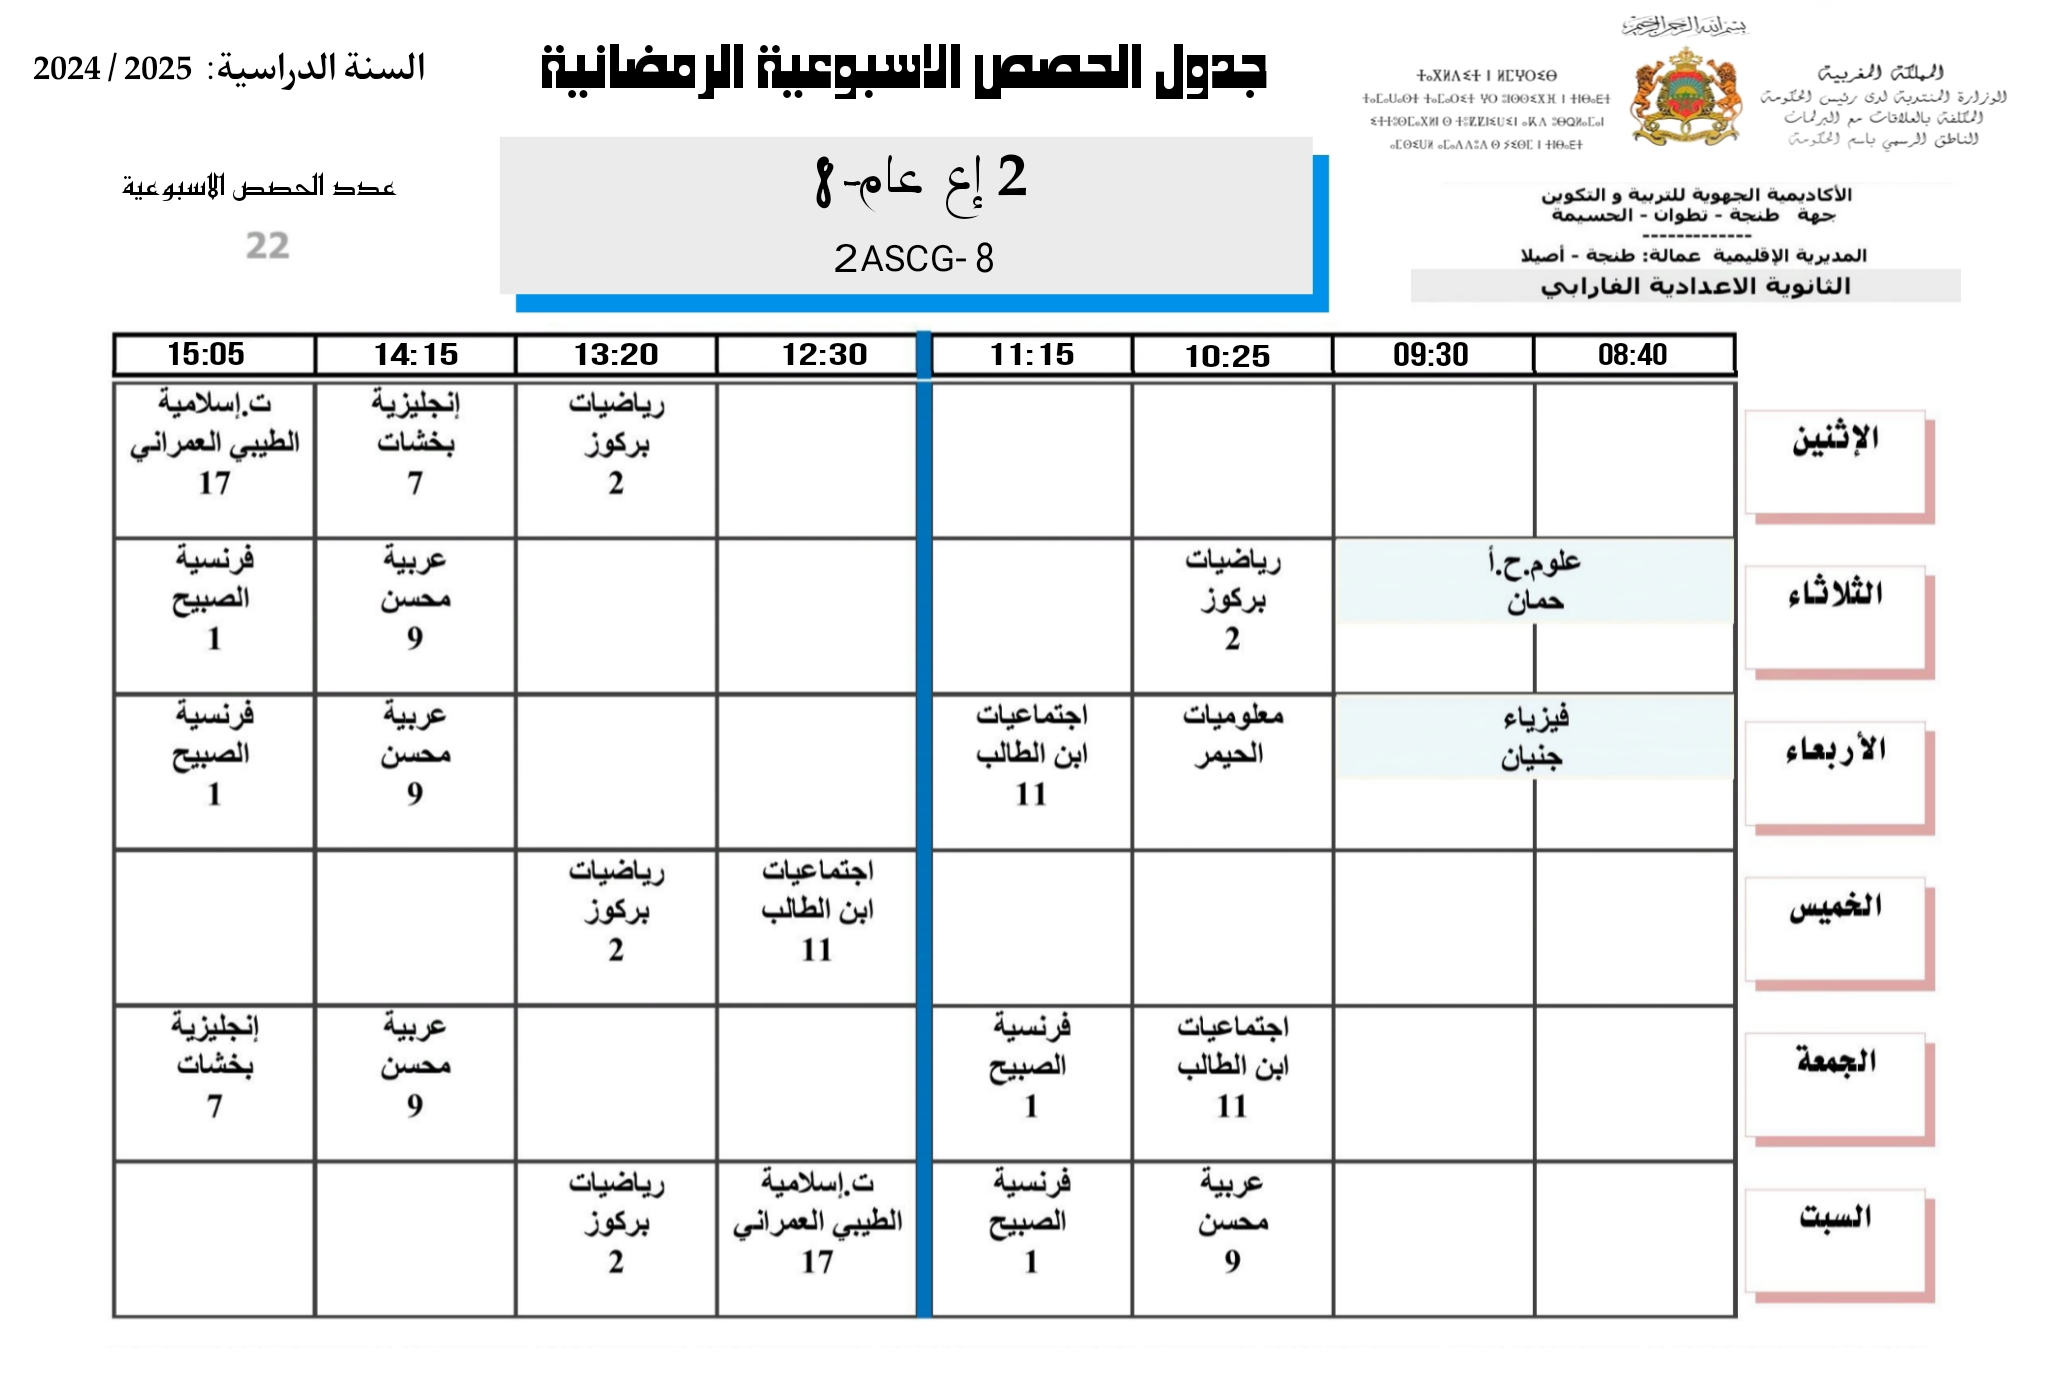 بسم الله الرحمن الرحيم
المملكة المغربية
الوزارة المنتدبة لدى رئيس الحكومة
المكلفة بالعلاقات مع البرلمان
الناطق الرسمي باسم الحكومة
ⵜⴰⴳⵍⴷⵉⵜ ⵏ ⵍⵎⵖⵔⵉⴱ
الأكاديمية الجهوية للتربية و التكوين
جهة طنجة - تطوان - الحسيمة
-------------
المديرية الإقليمية عمالة: طنجة - أصيلا
الثانوية الاعدادية الفارابي
جدول الحصص الاسبوعية الرمضانية
2 إع عام-8
2ASCG- 8
السنة الدراسية: 2025 / 2024
عدد الحصص الاسبوعية
22
08:40 09:30 10:25 11:15 12:30 13:20 14:15 15:05
الإثنين
رياضيات
بركوز
2
إنجليزية
بخشات
7
ت.إسلامية
الطيبي العمراني
17
الثلاثاء
علوم.ح.أ
حمان
رياضيات
بركوز
2
عربية
محسن
9
فرنسية
الصبيح
1
الأربعاء
فيزياء
جنيان
معلوميات
الحيمر
اجتماعيات
ابن الطالب
11
عربية
محسن
9
فرنسية
الصبيح
1
الخميس
اجتماعيات
ابن الطالب
11
رياضيات
بركوز
2
الجمعة
اجتماعيات
ابن الطالب
11
فرنسية
الصبيح
1
عربية
محسن
9
إنجليزية
بخشات
7
السبت
عربية
محسن
9
فرنسية
الصبيح
1
ت.إسلامية
الطيبي العمراني
17
رياضيات
بركوز
2